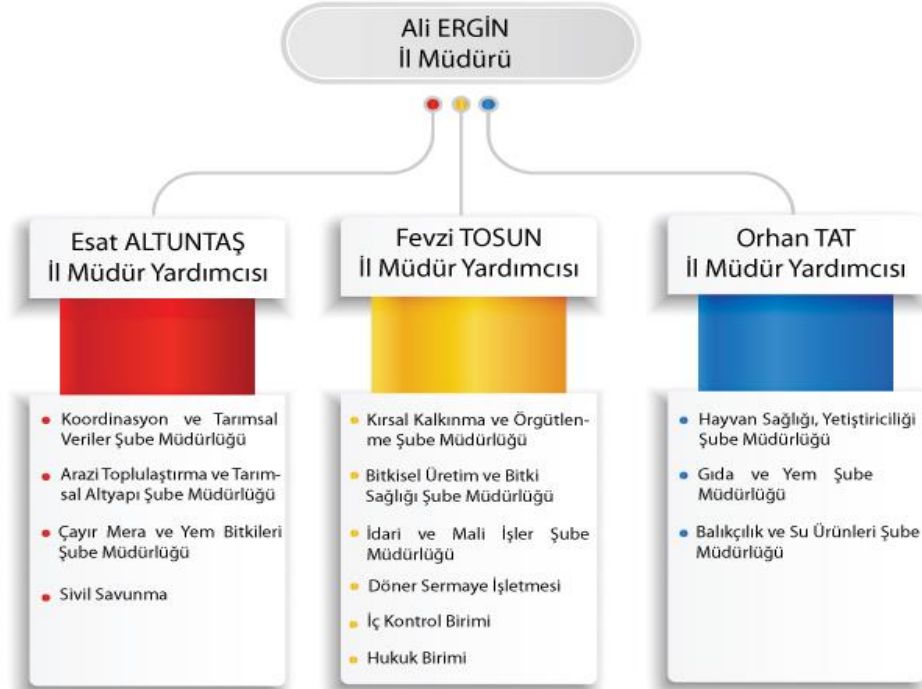 Ali ERGİN
İl Müdürü
Esat ALTUNTAŞ
İl Müdür Yardımcısı
Koordinasyon ve Tarımsal
Veriler Şube Müdürlüğü
Arazi Toplulaştırma ve Tarım-
sal Altyapı Şube Müdürlüğü
Çayır Mera ve Yem Bitkileri
Şube Müdürlüğü
Sivil Savunma
Fevzi TOSUN
İl Müdür Yardımcısı
Kırsal Kalkınma ve Örgütlen-
me Şube Müdürlüğü
Bitkisel Üretim ve Bitki
Sağlığı Şube Müdürlüğü
İdari ve Mali İşler Şube
Müdürlüğü
Döner Sermaye İşletmesi
İç Kontrol Birimi
Hukuk Birimi
Orhan TAT
İl Müdür Yardımcısı
Hayvan Sağlığı, Yetiştiriciliği
Şube Müdürlüğü
Gıda ve Yem Şube
Müdürlüğü
Balıkçılık ve Su Ürünleri Şube
Müdürlüğü